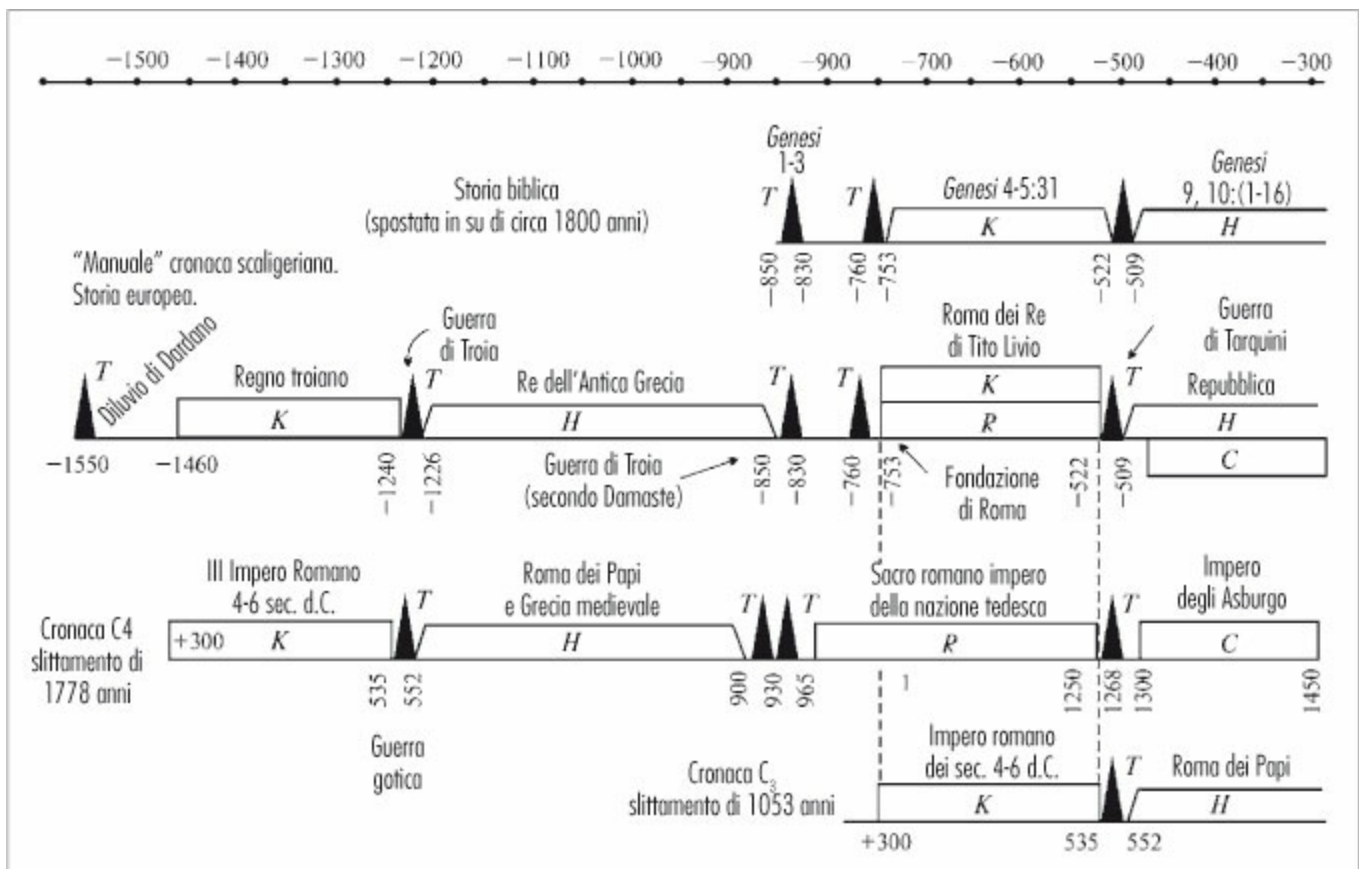 −1500 −1400 −1300 −1200 −1100 −1000 −900 −900 −700 −600 −500 −400 −300
Genesi
1-3
Storia biblica
(spostata in su di circa 1800 anni)
T T
Genesi 4-5:31
K
Genesi
9, 10:(1-16)
H
−850 −830 −760 −753 −522 −509
“Manuale” cronaca scaligeriana.
Storia europea.
T
Diluvio di Dardano
Regno troiano
K
Guerra
di Troia
T
Re dell'Antica Grecia
H
T T
Roma dei Re
di Tito Livio
K
R
Guerra
di Tarquini
T
Repubblica
H
C
−1550 −1460 −1240 −1226
Guerra di Troia
(secondo Damaste)
−850 −830 −760 −753
Fondazione
di Roma
−522 −509
Cronaca C4
slittamento di
1778 anni
III Impero Romano
4-6 sec. d.C.
+300 K
T
Roma dei Papi
e Grecia medievale
H
T T
Sacro romano impero
della nazione tedesca
R
T
Impero
degli Asburgo
C
535 552 900 930 965 1 1250 1268 1300 1450
Guerra
gotica
Cronaca C3
slittamento di 1053 anni
Impero romano
dei sec. 4-6 d.C.
K
T
Roma dei Papi
H
+300 535 552